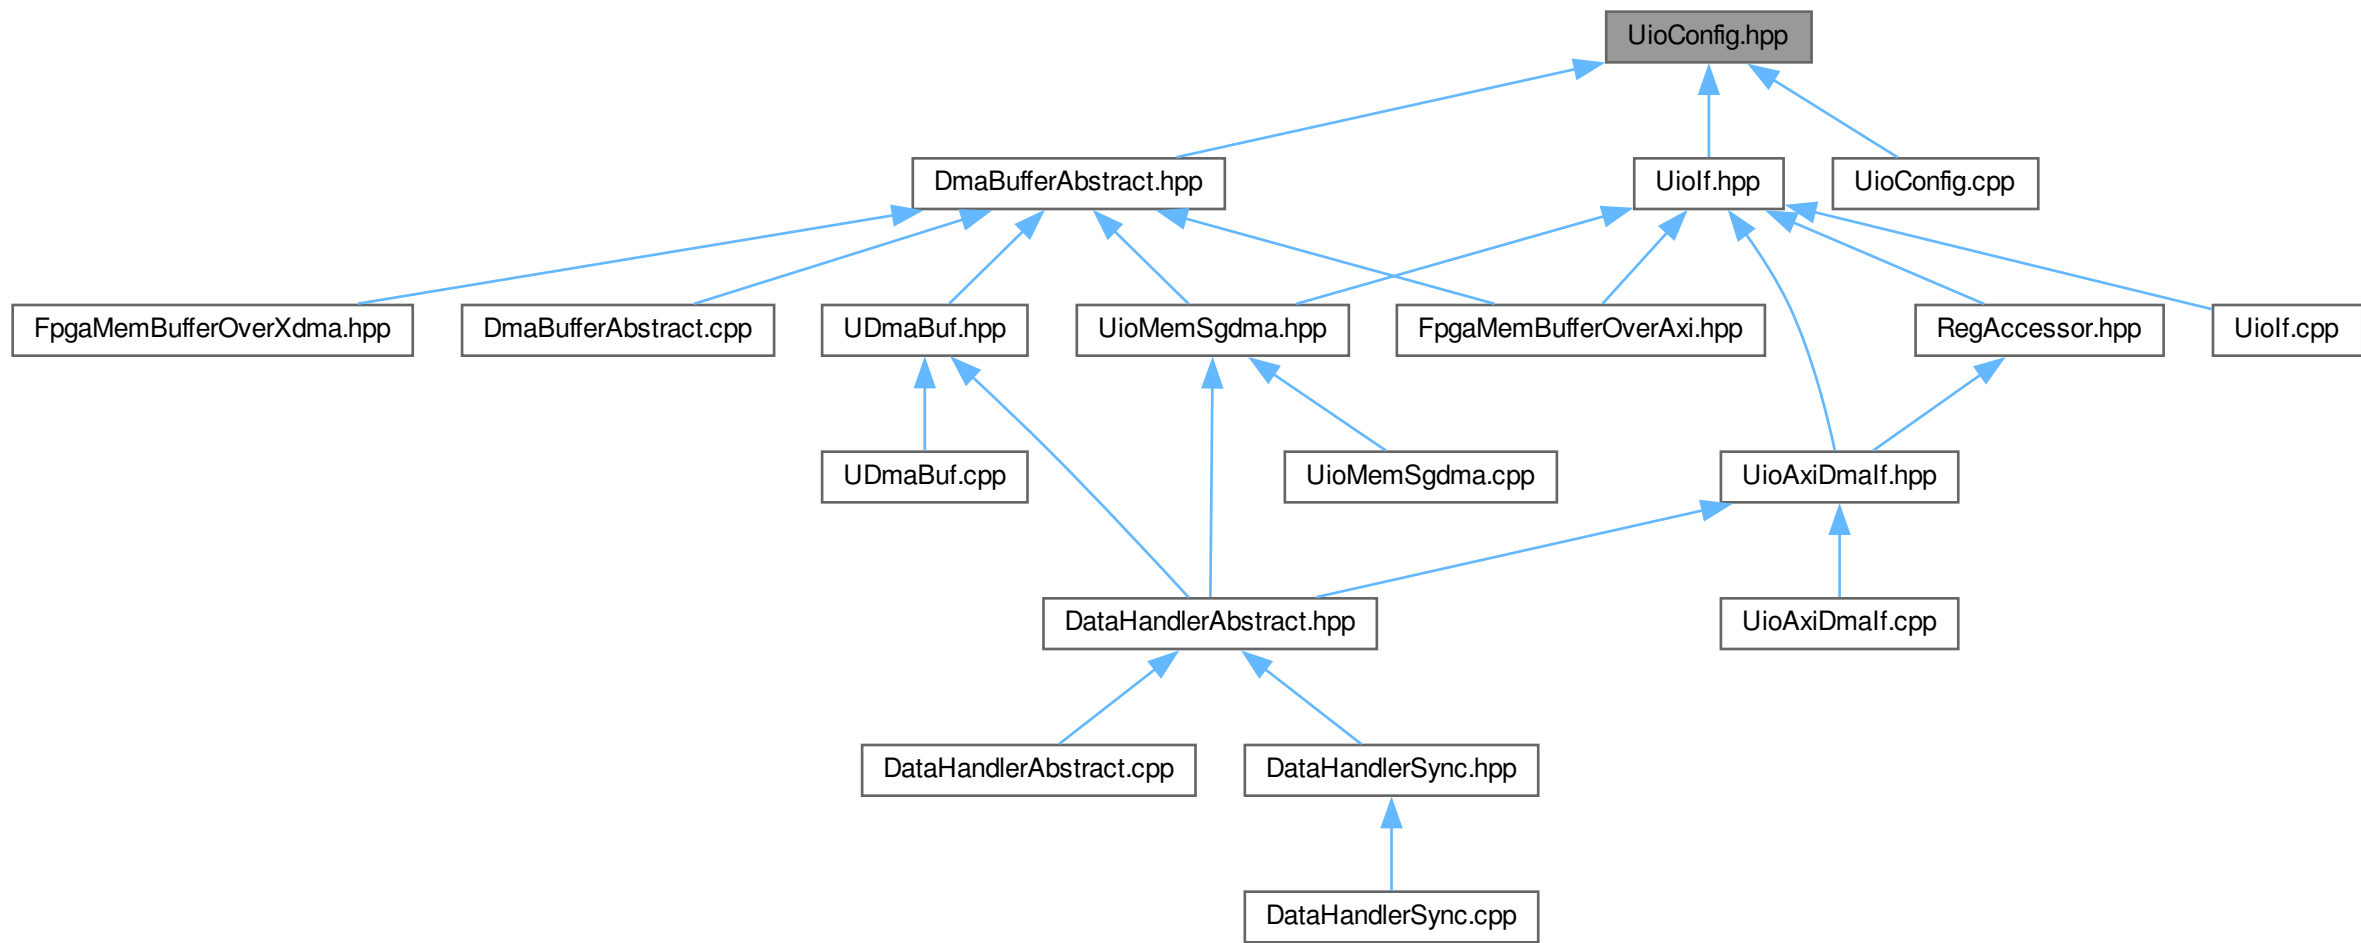 UioConfig.hpp
DmaBufferAbstract.hpp
UioIf.hpp
UioConfig.cpp
FpgaMemBufferOverXdma.hpp
DmaBufferAbstract.cpp
UDmaBuf.hpp
UioMemSgdma.hpp
FpgaMemBufferOverAxi.hpp
RegAccessor.hpp
UioIf.cpp
UDmaBuf.cpp
UioMemSgdma.cpp
UioAxiDmaIf.hpp
DataHandlerAbstract.hpp
UioAxiDmaIf.cpp
DataHandlerAbstract.cpp
DataHandlerSync.hpp
DataHandlerSync.cpp